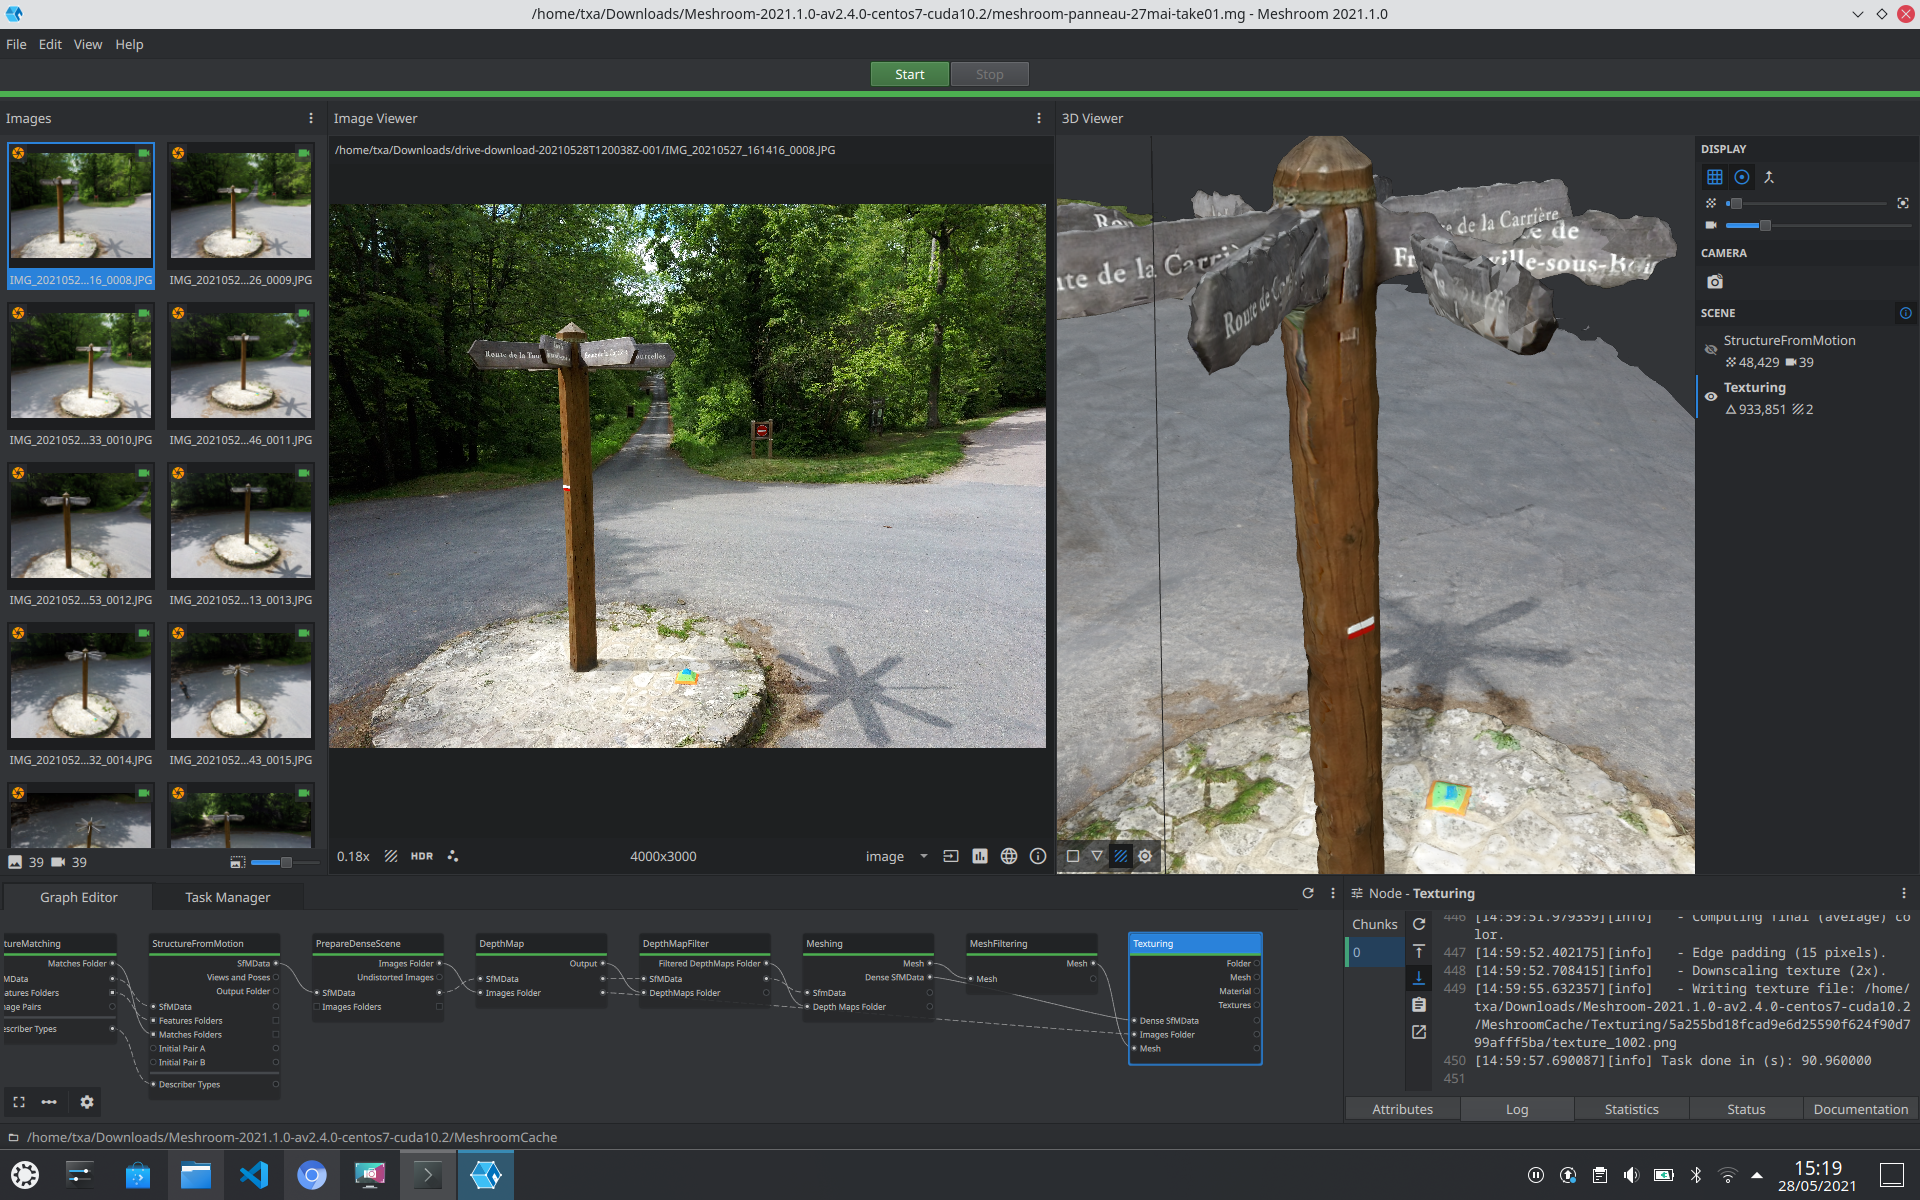 /home/txa/Downloads/Meshroom-2021.1.0-av2.4.0-centos7-cuda10.2/meshroom-panneau-27mai-take01.mg - Meshroom 2021.1.0
File Edit View Help
Start Stop
Images
Image Viewer
3D Viewer
/home/txa/Downloads/drive-download-20210528T120038Z-001/IMG_20210527_161416_0008.JPG
IMG_2021052...16_0008.JPG
IMG_2021052...26_0009.JPG
IMG_2021052...33_0010.JPG
IMG_2021052...46_0011.JPG
IMG_2021052...53_0012.JPG
IMG_2021052...13_0013.JPG
IMG_2021052...32_0014.JPG
IMG_2021052...43_0015.JPG
39 39
Route de la
0.18x HDR 4000x3000 image
de la Carrière
Route de
DISPLAY
CAMERA
SCENE
StructureFromMotion
48,429 39
Texturing
933,851 2
Graph Editor
Task Manager
tureMatching
Matches Folder
MData
atures Folders
age Pairs
escriber Types
StructureFromMotion
SfMData
Views and Poses
Output Folder
SfMData
Features Folders
Matches Folders
Initial Pair A
Initial Pair B
Describer Types
PrepareDenseScene
Images Folder
Undistorted Images
SfMData
Images Folders
DepthMap
Output
SfMData
Images Folder
DepthMapFilter
Filtered DepthMaps Folder
SfMData
DepthMaps Folder
Meshing
Mesh
Dense SfMData
SfmData
Depth Maps Folder
MeshFiltering
Mesh
Mesh
Texturing
Folder
Mesh
Material
Textures
Dense SfMData
Images Folder
Mesh
Node - Texturing
Chunks
0
446 [14:59:51.979359][info] - Computing final (average) co
lor.
447 [14:59:52.402175][info] - Edge padding (15 pixels).
448 [14:59:52.708415][info] - Downscaling texture (2x).
449 [14:59:55.632357][info] - Writing texture file: /home/
txa/Downloads/Meshroom-2021.1.0-av2.4.0-centos7-cuda10.2
/MeshroomCache/Texturing/5a255bd18fcad9e6d25590f624f90d7
99afff5ba/texture_1002.png
450 [14:59:57.690087][info] Task done in (s): 90.960000
451
Attributes Log Statistics Status Documentation
/home/txa/Downloads/Meshroom-2021.1.0-av2.4.0-centos7-cuda10.2/MeshroomCache
15:19
28/05/2021